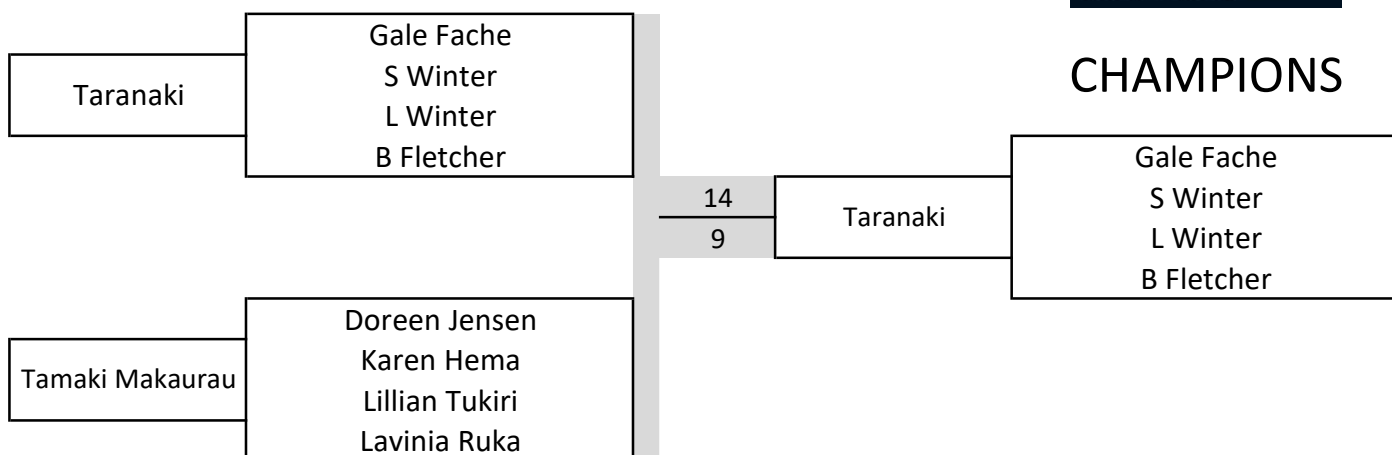 Taranaki
Gale Fache
S Winter
L Winter
B Fletcher
Tamaki Makaurau
Doreen Jensen
Karen Hema
Lillian Tukiri
Lavinia Ruka
14
9
CHAMPIONS
Taranaki
Gale Fache
S Winter
L Winter
B Fletcher